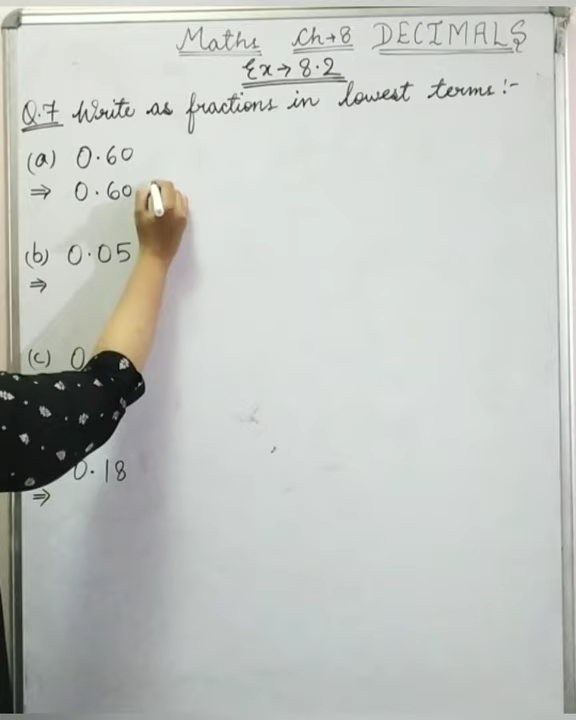 Maths Ch→8 DECIMALS
Ex→8.2
Q.7 Write as fractions in lowest terms:-
(a) 0.60
⇒ 0.60
(b) 0.05
⇒
(c) 0.
0.18
⇒